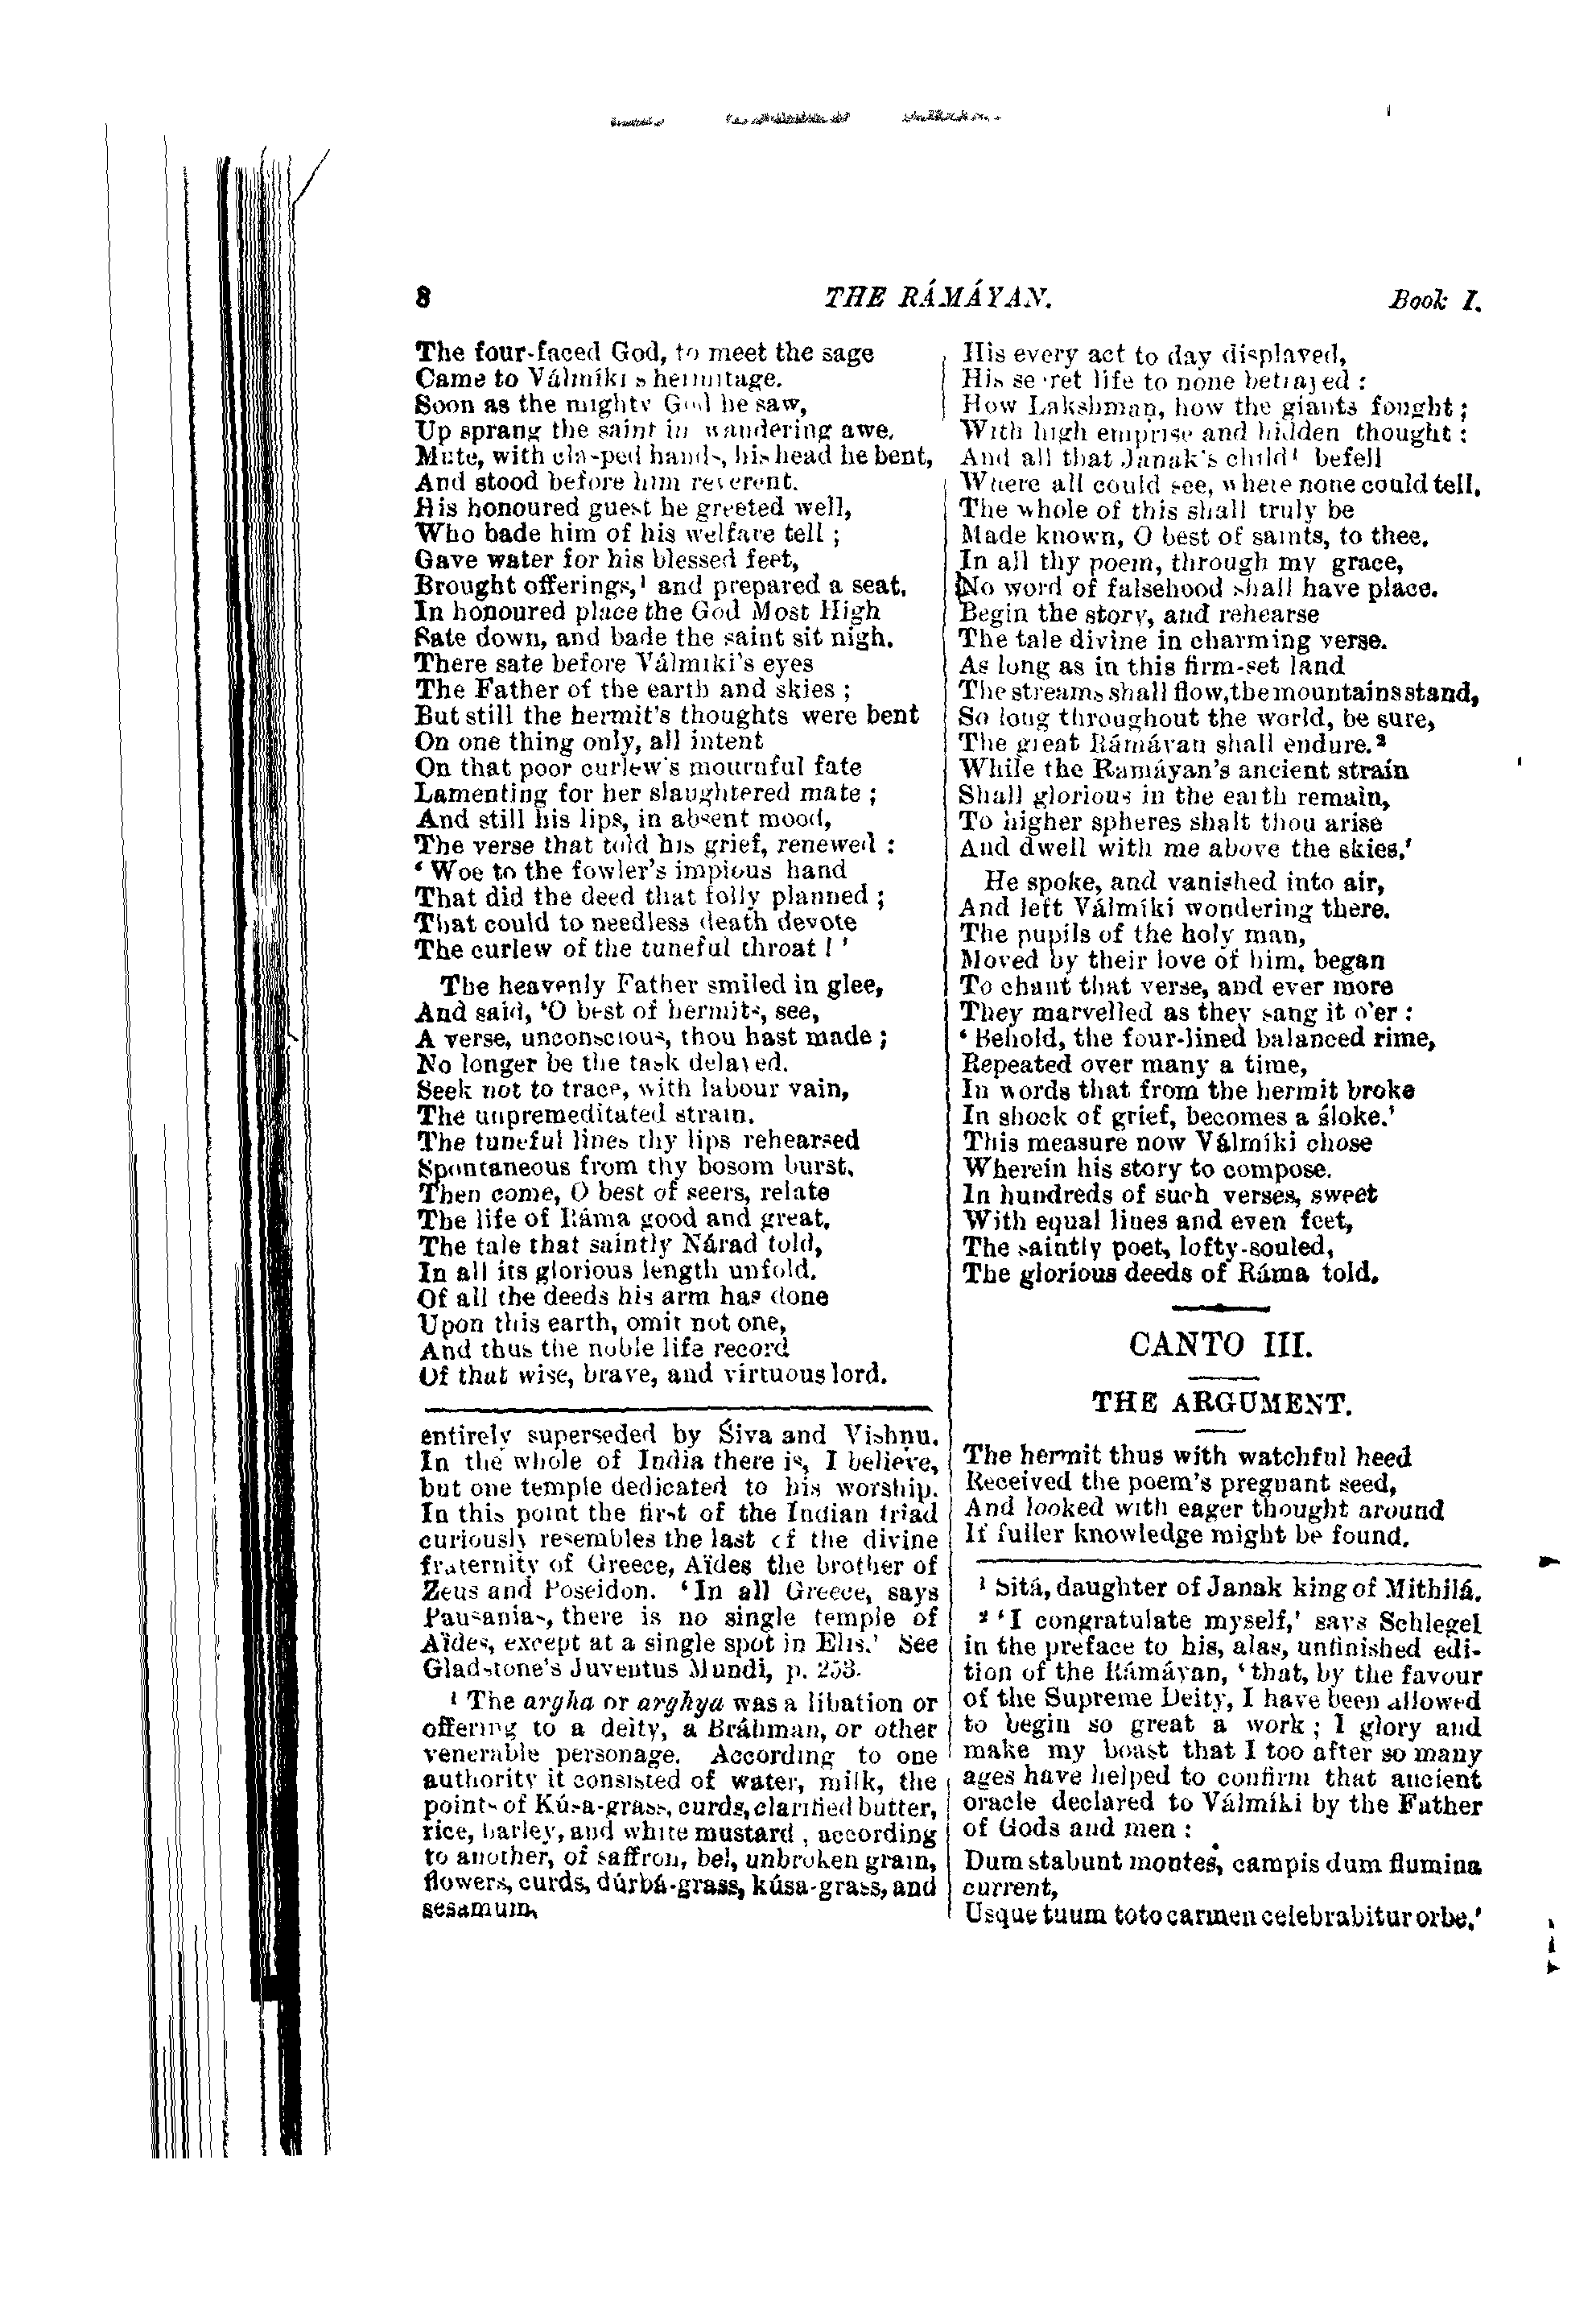 8
THE RÁMÁYAN.
Book I.
The four-faced God, to meet the sage
Came to Válmíki's hermitage.
Soon as the mighty God he saw,
Up sprang the saint in wandering awe.
Mute, with clasped hands, his head he bent,
And stood before him reverent.
His honoured guest he greeted well,
Who bade him of his welfare tell ;
Gave water for his blessed feet,
Brought offerings,¹ and prepared a seat.
In honoured place the God Most High
Sate down, and bade the saint sit nigh.
There sate before Válmíki's eyes
The Father of the earth and skies ;
But still the hermit's thoughts were bent
On one thing only, all intent
On that poor curlew's mournful fate
Lamenting for her slaughtered mate ;
And still his lips, in absent mood,
The verse that told his grief, renewed :
‘ Woe to the fowler's impious hand
That did the deed that folly planned ;
That could to needless death devote
The curlew of the tuneful throat ! ’
The heavenly Father smiled in glee,
And said, ‘O best of hermits, see,
A verse, unconscious, thou hast made ;
No longer be the task delayed.
Seek not to trace, with labour vain,
The unpremeditated strain.
The tuneful lines thy lips rehearsed
Spontaneous from thy bosom burst.
Then come, O best of seers, relate
The life of Ráma good and great,
The tale that saintly Nárad told,
In all its glorious length unfold.
Of all the deeds his arm has done
Upon this earth, omit not one,
And thus the noble life record
Of that wise, brave, and virtuous lord.
entirely superseded by Śiva and Vishṇu.
In the whole of India there is, I believe,
but one temple dedicated to his worship.
In this point the first of the Indian triad
curiously resembles the last of the divine
fraternity of Greece, Aïdes the brother of
Zeus and Poseidon. ‘In all Greece, says
Pausanias, there is no single temple of
Aïdes, except at a single spot in Elis.’ See
Gladstone's Juventus Mundi, p. 253.
¹ The argha or arghya was a libation or
offering to a deity, a Bráhman, or other
venerable personage. According to one
authority it consisted of water, milk, the
points of Kúsa-grass, curds, clarified butter,
rice, barley, and white mustard , according
to another, of saffron, bel, unbroken grain,
flowers, curds, dúrbá-grass, kúsa-grass, and
sesamum.
His every act to day displayed,
His secret life to none betrayed :
How Lakshmaṇ, how the giants fought ;
With high emprise and hidden thought :
And all that Janak's child¹ befell
Where all could see, where none could tell.
The whole of this shall truly be
Made known, O best of saints, to thee.
In all thy poem, through my grace,
No word of falsehood shall have place.
Begin the story, and rehearse
The tale divine in charming verse.
As long as in this firm-set land
The streams shall flow, the mountains stand,
So long throughout the world, be sure,
The great Rámáyan shall endure.²
While the Ramáyan's ancient strain
Shall glorious in the earth remain,
To higher spheres shalt thou arise
And dwell with me above the skies.’
He spoke, and vanished into air,
And left Válmíki wondering there.
The pupils of the holy man,
Moved by their love of him, began
To chant that verse, and ever more
They marvelled as they sang it o'er :
‘ Behold, the four-lined balanced rime,
Repeated over many a time,
In words that from the hermit broke
In shock of grief, becomes a śloke.’
This measure now Válmíki chose
Wherein his story to compose.
In hundreds of such verses, sweet
With equal lines and even feet,
The saintly poet, lofty-souled,
The glorious deeds of Ráma told.
CANTO III.
THE ARGUMENT.
The hermit thus with watchful heed
Received the poem's pregnant seed,
And looked with eager thought around
If fuller knowledge might be found.
¹ Sítá, daughter of Janak king of Mithilá.
² ‘I congratulate myself,’ says Schlegel
in the preface to his, alas, unfinished edi-
tion of the Rámáyan, ‘that, by the favour
of the Supreme Deity, I have been allowed
to begin so great a work ; I glory and
make my boast that I too after so many
ages have helped to confirm that ancient
oracle declared to Válmíki by the Father
of Gods and men :
Dum stabunt montes, campis dum flumina
current,
Usque tuum toto carmen celebrabitur orbe.’